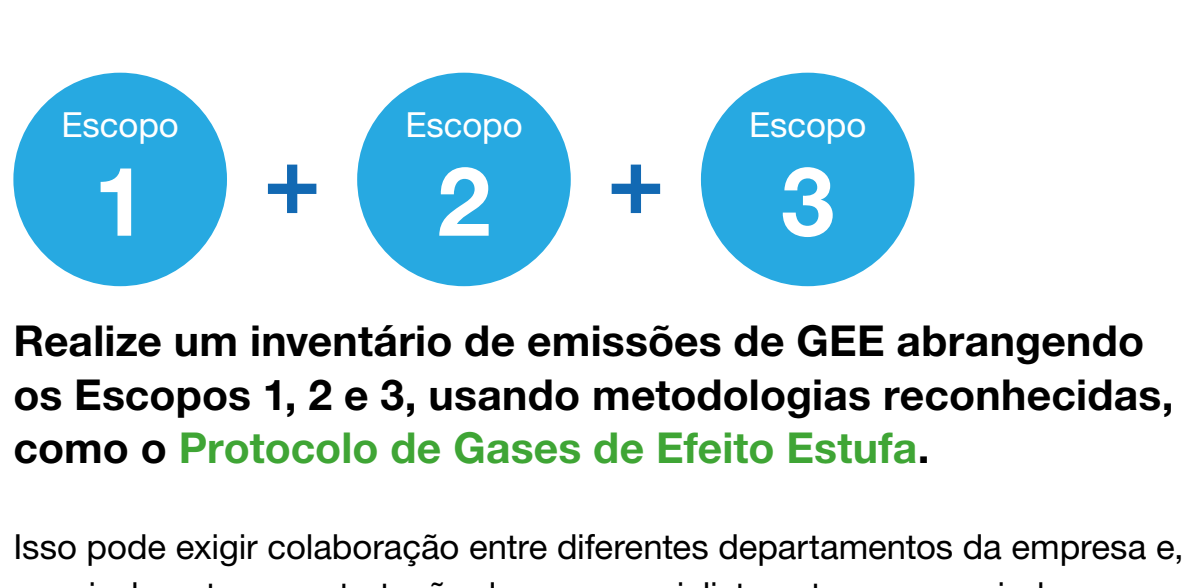 Escopo
1
+
Escopo
2
+
Escopo
3
Realize um inventário de emissões de GEE abrangendo
os Escopos 1, 2 e 3, usando metodologias reconhecidas,
como o Protocolo de Gases de Efeito Estufa.
Isso pode exigir colaboração entre diferentes departamentos da empresa e,